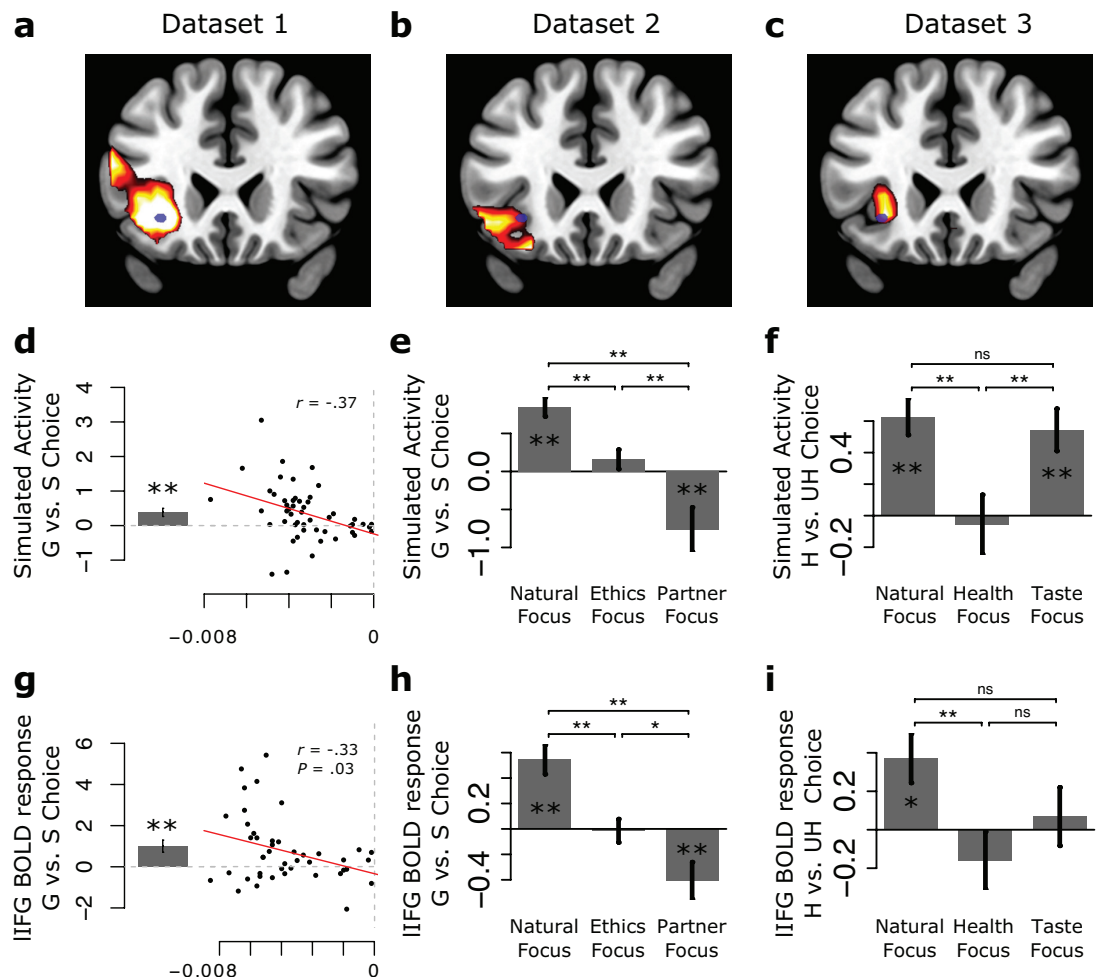 a Dataset 1
b Dataset 2
c Dataset 3
d
Simulated Activity
G vs. S Choice
4
3
2
1
0
−1
**
r = -.37
−0.008
0
e
Simulated Activity
G vs. S Choice
0.0
−1.0
**
**
**
**
**
Natural
Focus
Ethics
Focus
Partner
Focus
f
Simulated Activity
H vs. UH Choice
0.4
−0.2
ns
**
**
**
**
Natural
Focus
Health
Focus
Taste
Focus
g
lIFG BOLD response
G vs. S Choice
6
4
2
0
−2
**
r = -.33
P = .03
−0.008
0
h
lIFG BOLD response
G vs. S Choice
0.2
−0.4
**
**
*
**
**
Natural
Focus
Ethics
Focus
Partner
Focus
i
lIFG BOLD response
H vs. UH Choice
0.2
−0.2
ns
**
ns
*
Natural
Focus
Health
Focus
Taste
Focus